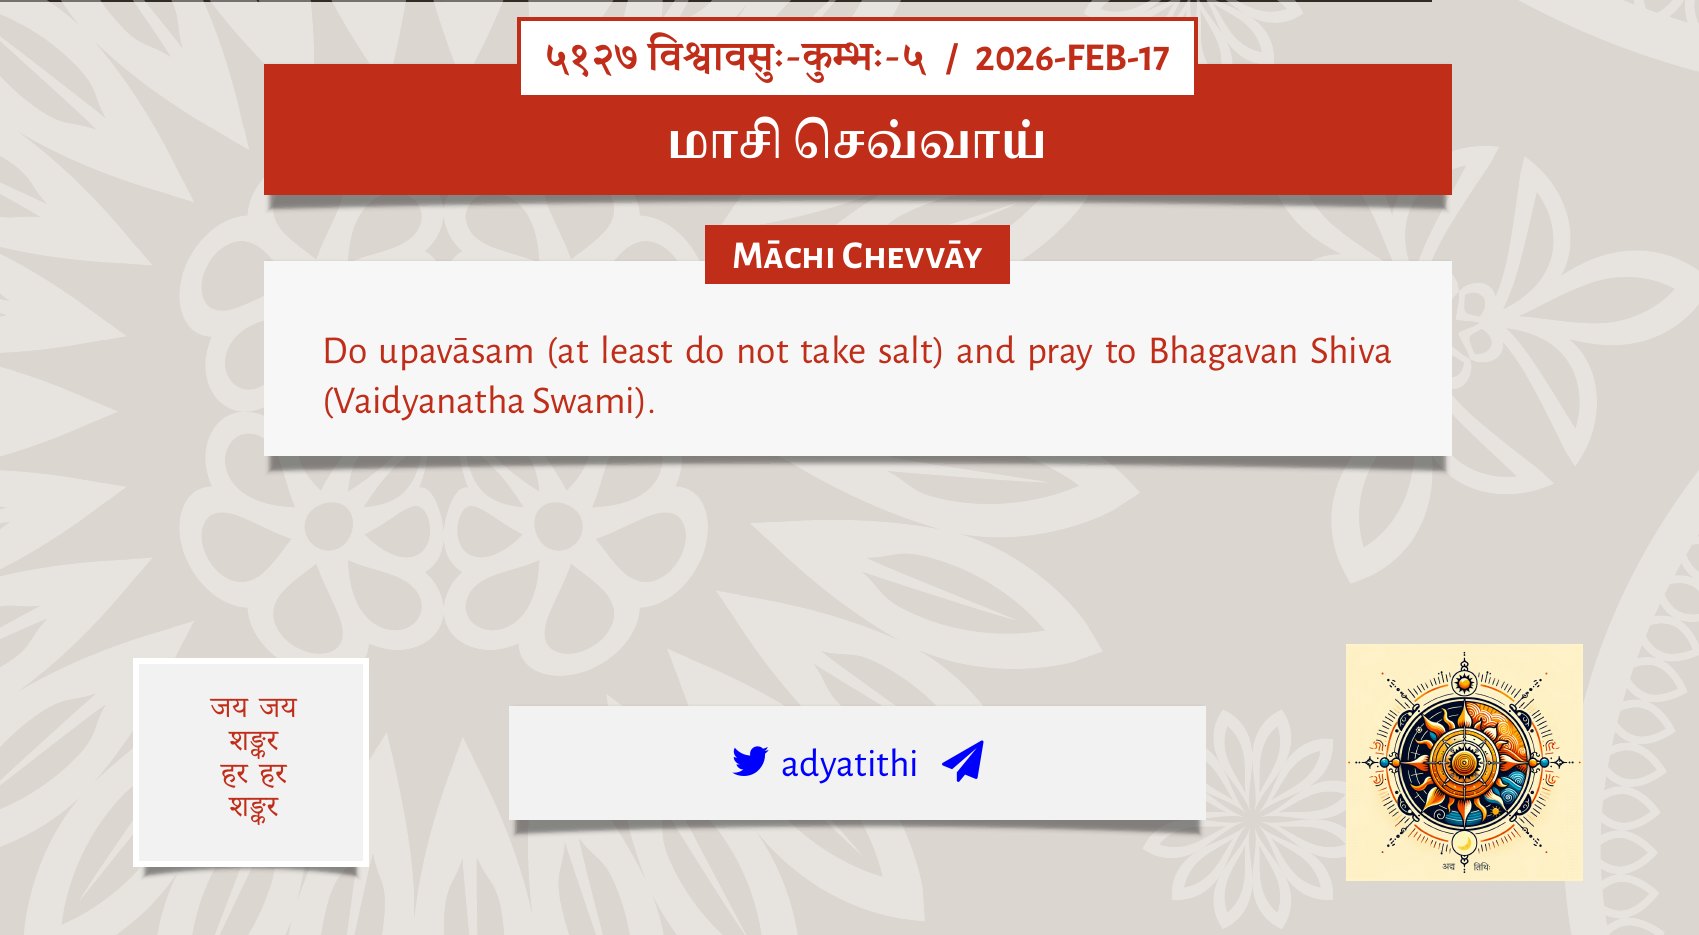 ५१२७ विश्वावसुः-कुम्भः-५ / 2026-FEB-17
மாசி செவ்வாய்
Māchi Chevvāy
Do upavāsam (at least do not take salt) and pray to Bhagavan Shiva
(Vaidyanatha Swami).
जय जय
शङ्कर
हर हर
शङ्कर
adyatithi
अद्य तिथिः